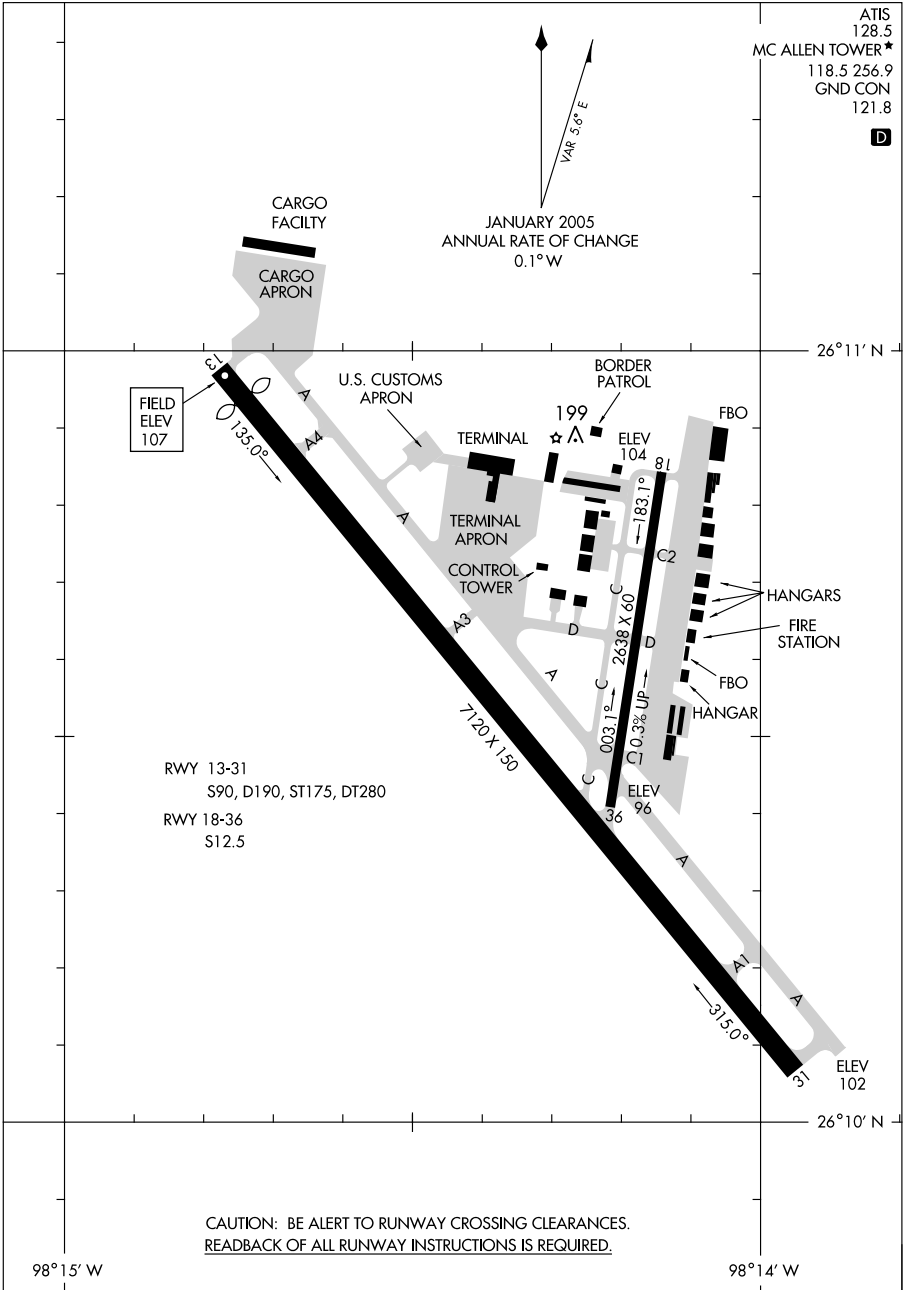 ATIS
128.5
MC ALLEN TOWER★
118.5 256.9
GND CON
121.8
D
VAR 5.6° E
JANUARY 2005
ANNUAL RATE OF CHANGE
0.1° W
CARGO
FACILTY
CARGO
APRON
26°11' N
13
FIELD
ELEV
107
135.0°
A
A4
U.S. CUSTOMS
APRON
TERMINAL
199
BORDER
PATROL
ELEV
104
18
FBO
183.1°
A
TERMINAL
APRON
CONTROL
TOWER
C2
C
HANGARS
2638 X 60
A3
D
D
FIRE
STATION
A
C
FBO
HANGAR
003.1°
0.3% UP
7120 X 150
C
C1
ELEV
96
36
RWY 13-31
S90, D190, ST175, DT280
RWY 18-36
S12.5
A
A1
A
315.0°
31
ELEV
102
26°10' N
CAUTION: BE ALERT TO RUNWAY CROSSING CLEARANCES.
READBACK OF ALL RUNWAY INSTRUCTIONS IS REQUIRED.
98°15' W
98°14' W